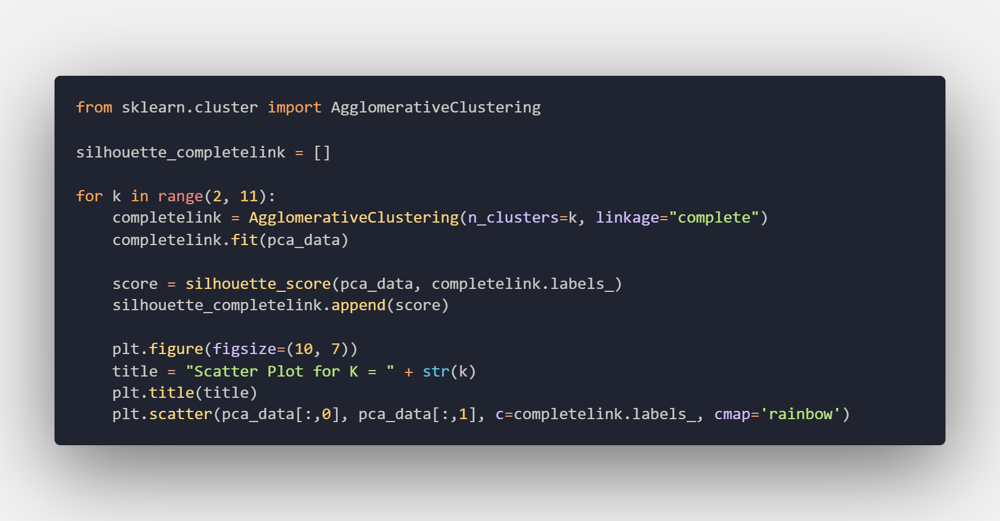 from sklearn.cluster import AgglomerativeClustering
silhouette_completelink = []
for k in range(2, 11):
    completelink = AgglomerativeClustering(n_clusters=k, linkage="complete")
    completelink.fit(pca_data)
    score = silhouette_score(pca_data, completelink.labels_)
    silhouette_completelink.append(score)
    plt.figure(figsize=(10, 7))
    title = "Scatter Plot for K = " + str(k)
    plt.title(title)
    plt.scatter(pca_data[:,0], pca_data[:,1], c=completelink.labels_, cmap='rainbow')